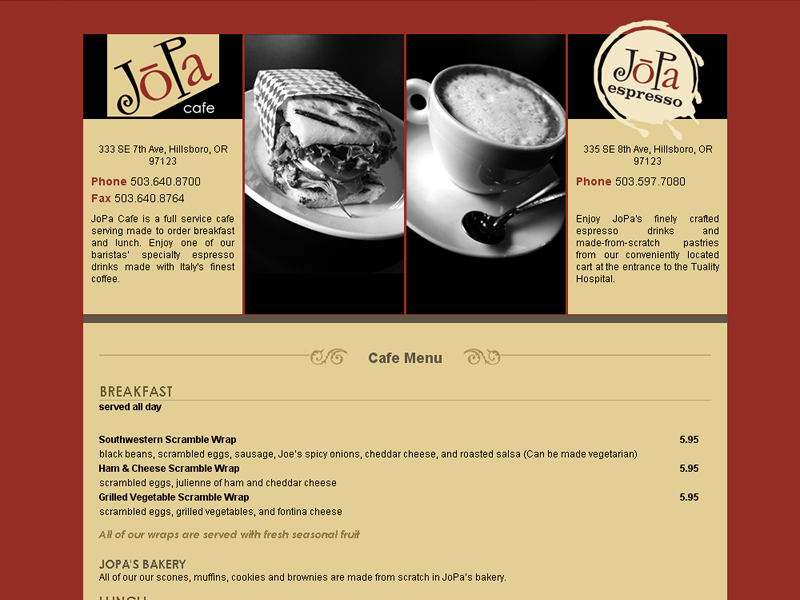 JoPa
cafe
333 SE 7th Ave, Hillsboro, OR
97123
Phone 503.640.8700
Fax 503.640.8764
JoPa Cafe is a full service cafe
serving made to order breakfast
and lunch. Enjoy one of our
baristas' specialty espresso
drinks made with Italy's finest
coffee.
JōPa
espresso
335 SE 8th Ave, Hillsboro, OR
97123
Phone 503.597.7080
Enjoy JoPa's finely crafted
espresso drinks and
made-from-scratch pastries
from our conveniently located
cart at the entrance to the Tuality
Hospital.
Cafe Menu
BREAKFAST
served all day
Southwestern Scramble Wrap 5.95
black beans, scrambled eggs, sausage, Joe's spicy onions, cheddar cheese, and roasted salsa (Can be made vegetarian)
Ham & Cheese Scramble Wrap 5.95
scrambled eggs, julienne of ham and cheddar cheese
Grilled Vegetable Scramble Wrap 5.95
scrambled eggs, grilled vegetables, and fontina cheese
All of our wraps are served with fresh seasonal fruit
JOPA'S BAKERY
All of our our scones, muffins, cookies and brownies are made from scratch in JoPa's bakery.
LUNCH